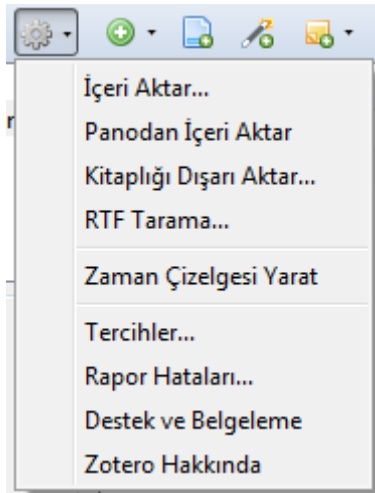 İçeri Aktar...
Panodan İçeri Aktar
Kitaplığı Dışarı Aktar...
RTF Tarama...
Zaman Çizelgesi Yarat
Tercihler...
Rapor Hataları...
Destek ve Belgeleme
Zotero Hakkında